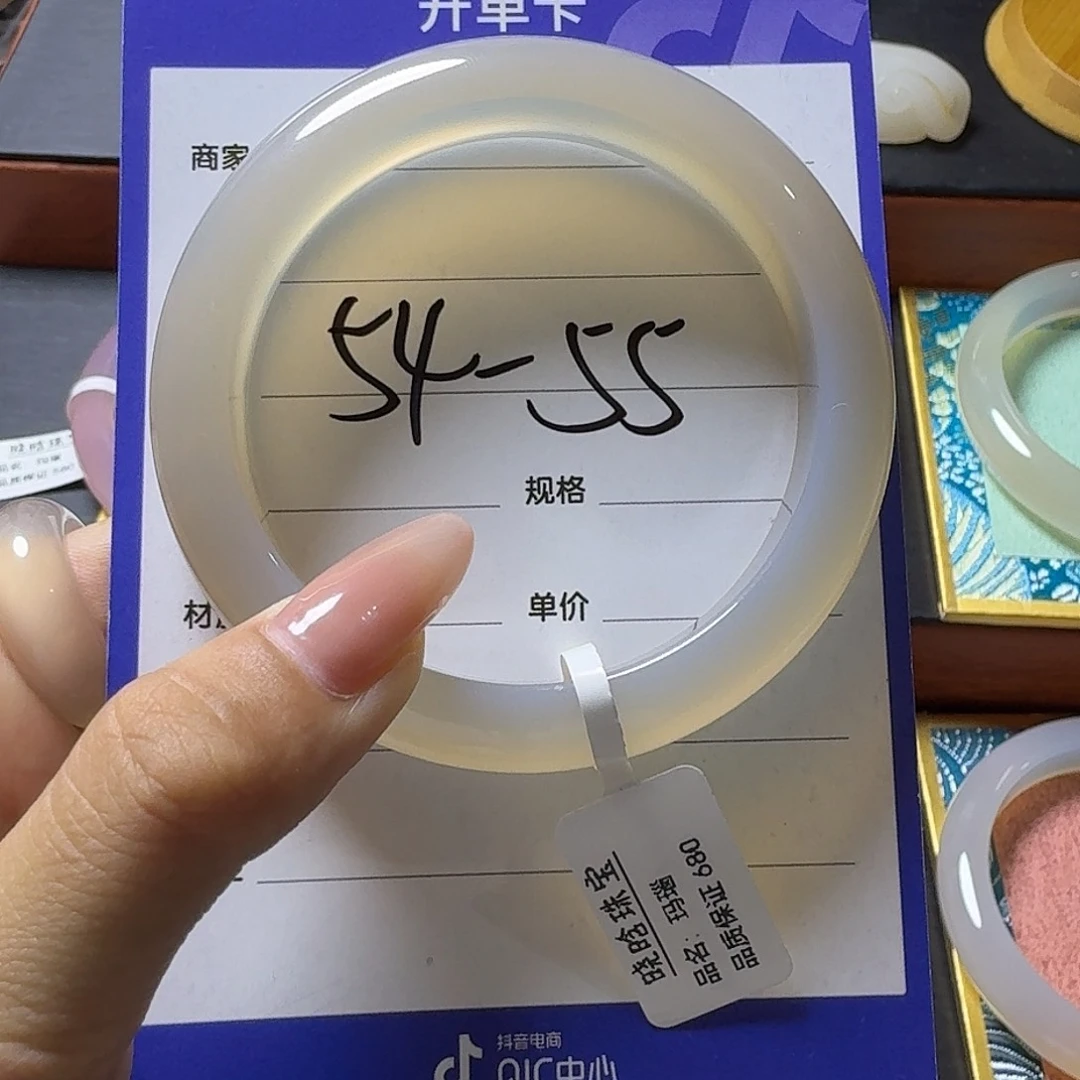 开单卡
商家
54-55
规格
单价
材
晓晗珠宝
品名：玛瑙
品质保证 680
抖音电商
QIC中心